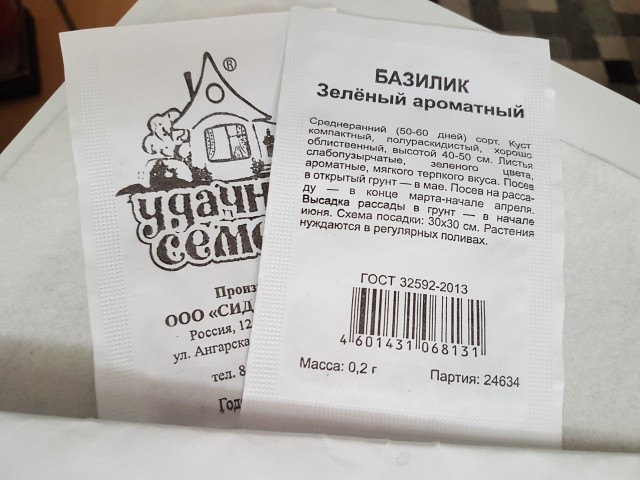 ®
удачн
семе
Произ
ООО «СИД
Россия, 12
ул. Ангарска
тел. 8
Годе
БАЗИЛИК
Зелёный ароматный
Среднеранний (50-60 дней) сорт. Куст
компактный, полураскидистый, хорошо
облиственный, высотой 40-50 см. Листья
слабопузырчатые, зеленого цвета,
ароматные, мягкого терпкого вкуса. Посев
в открытый грунт — в мае. Посев на расса-
ду — в конце марта-начале апреля.
Высадка рассады в грунт — в начале
июня. Схема посадки: 30х30 см. Растения
нуждаются в регулярных поливах.
ГОСТ 32592-2013
4 601431 068131
Масса: 0,2 г
Партия: 24634